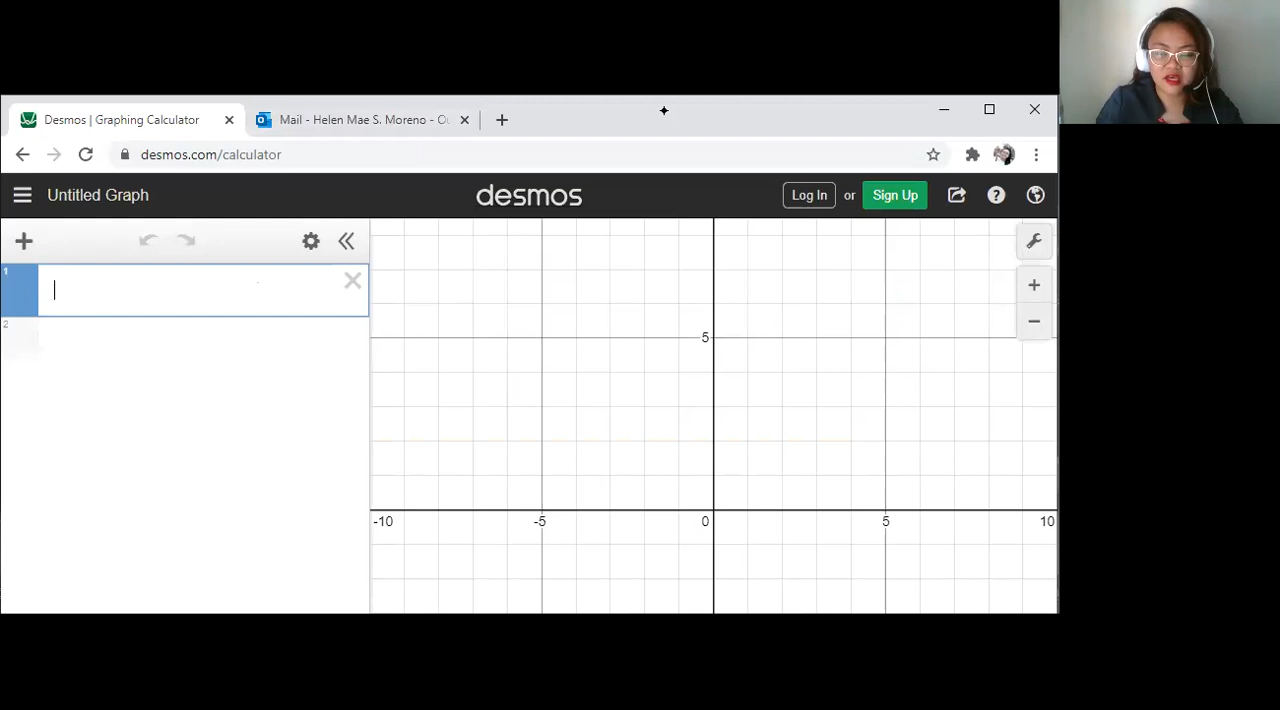 Desmos | Graphing Calculator
Mail - Helen Mae S. Moreno - Ou
desmos.com/calculator
Untitled Graph
desmos
Log In or Sign Up
1
2
5
-10 -5 0 5 10